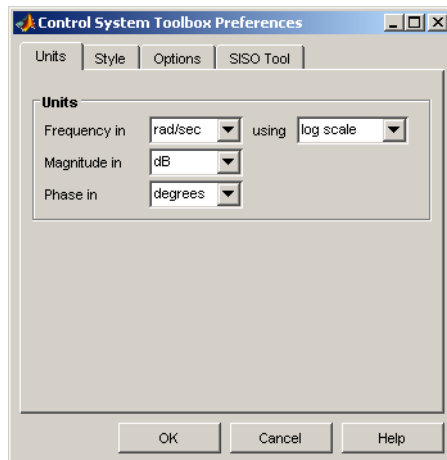 Control System Toolbox Preferences
Units Style Options SISO Tool
Units
Frequency in rad/sec using log scale
Magnitude in dB
Phase in degrees
OK Cancel Help